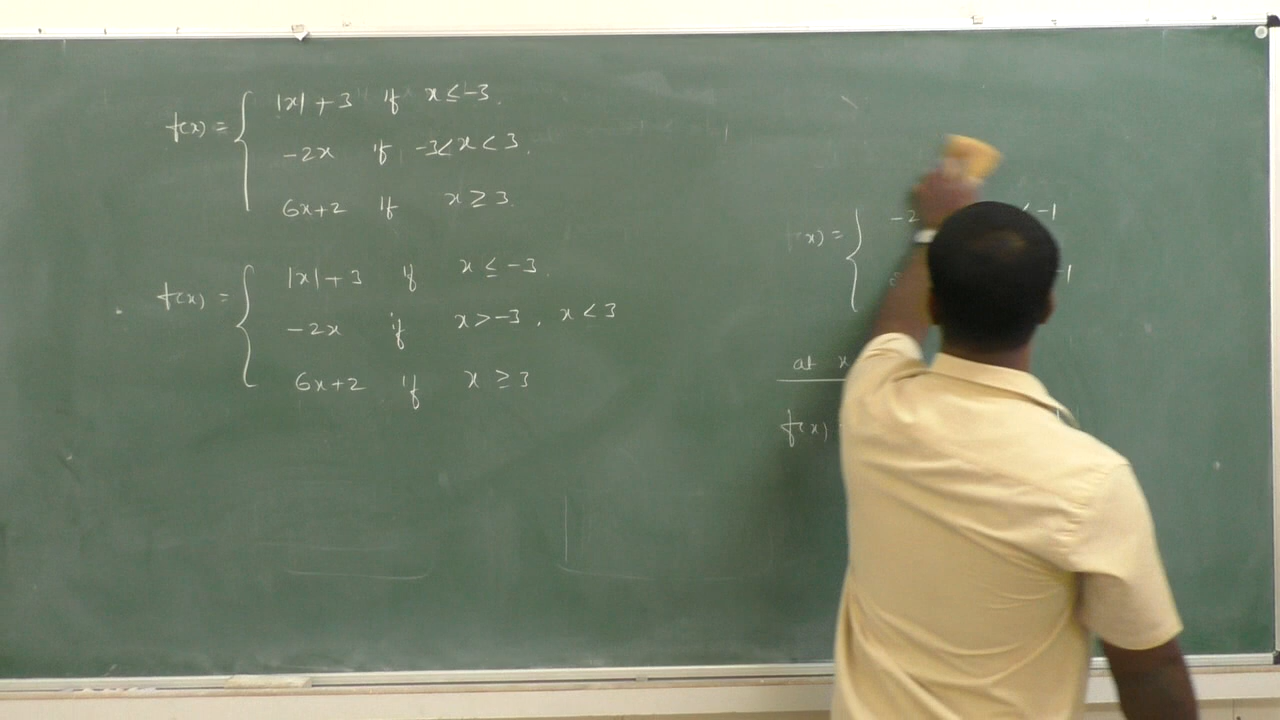 f(x) = { |x| + 3 if x ≤ -3.
-2x if -3 < x < 3.
6x+2 if x ≥ 3.
f(x) = { |x| + 3 if x ≤ -3.
-2x if x > -3, x < 3
6x+2 if x ≥ 3
(x) = { -2 < -1
-1
at x
f(x)